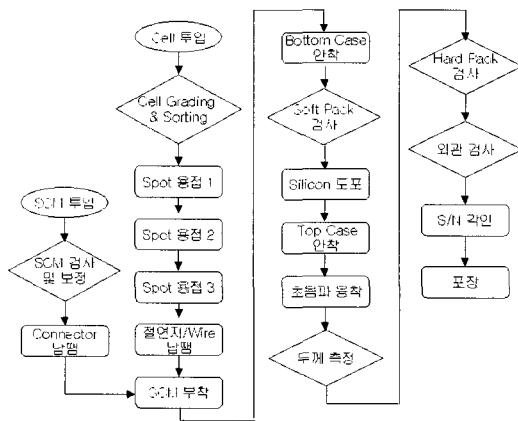 Cell 투입
Cell Grading
& Sorting
Spot 용접 1
Spot 용접 2
Spot 용접 3
절연지/Wire
납땜
SCM 부착
SCM 투입
SCM 검사
및 보정
Connector
납땜
Bottom Case
안착
Soft Pack
검사
Silicon 도포
Top Case
안착
초음파 융착
두께 측정
Hard Pack
검사
외관 검사
S/N 각인
포장